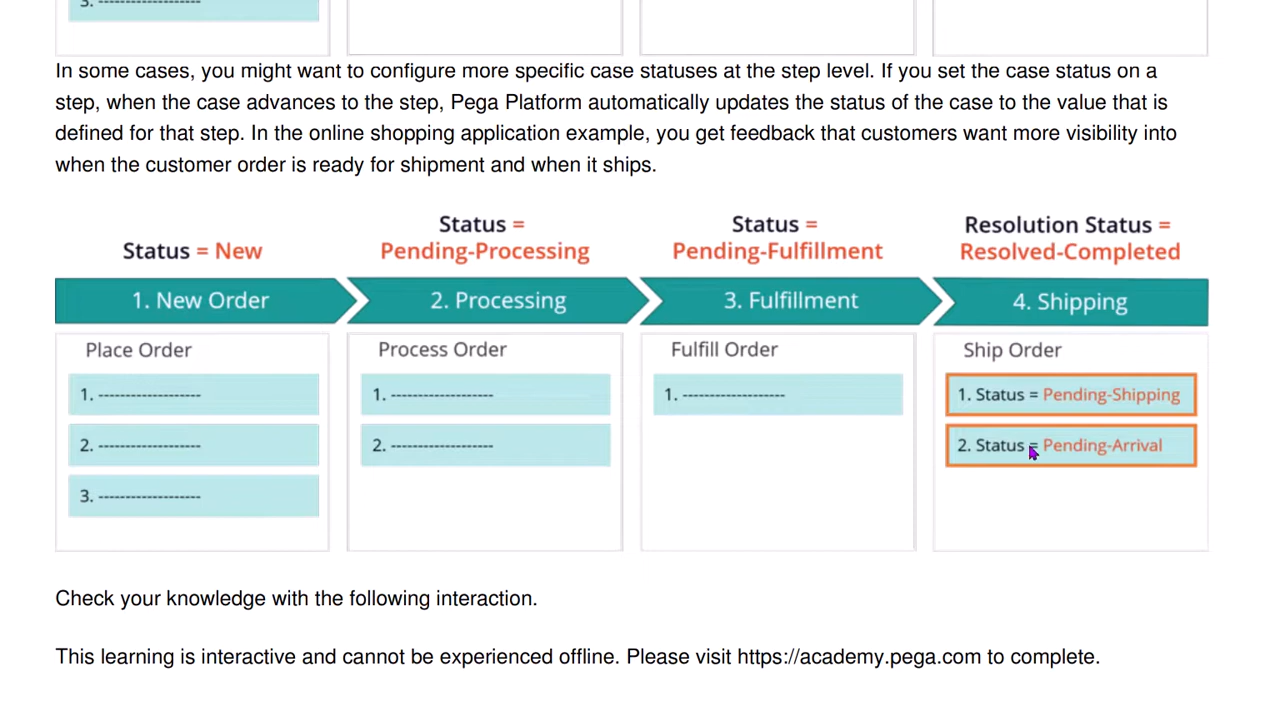 3. --------------------
In some cases, you might want to configure more specific case statuses at the step level. If you set the case status on a
step, when the case advances to the step, Pega Platform automatically updates the status of the case to the value that is
defined for that step. In the online shopping application example, you get feedback that customers want more visibility into
when the customer order is ready for shipment and when it ships.
Status = New
Status =
Pending-Processing
Status =
Pending-Fulfillment
Resolution Status =
Resolved-Completed
1. New Order
2. Processing
3. Fulfillment
4. Shipping
Place Order
1. --------------------
2. --------------------
3. --------------------
Process Order
1. --------------------
2. --------------------
Fulfill Order
1. --------------------
Ship Order
1. Status = Pending-Shipping
2. Status = Pending-Arrival
Check your knowledge with the following interaction.
This learning is interactive and cannot be experienced offline. Please visit https://academy.pega.com to complete.